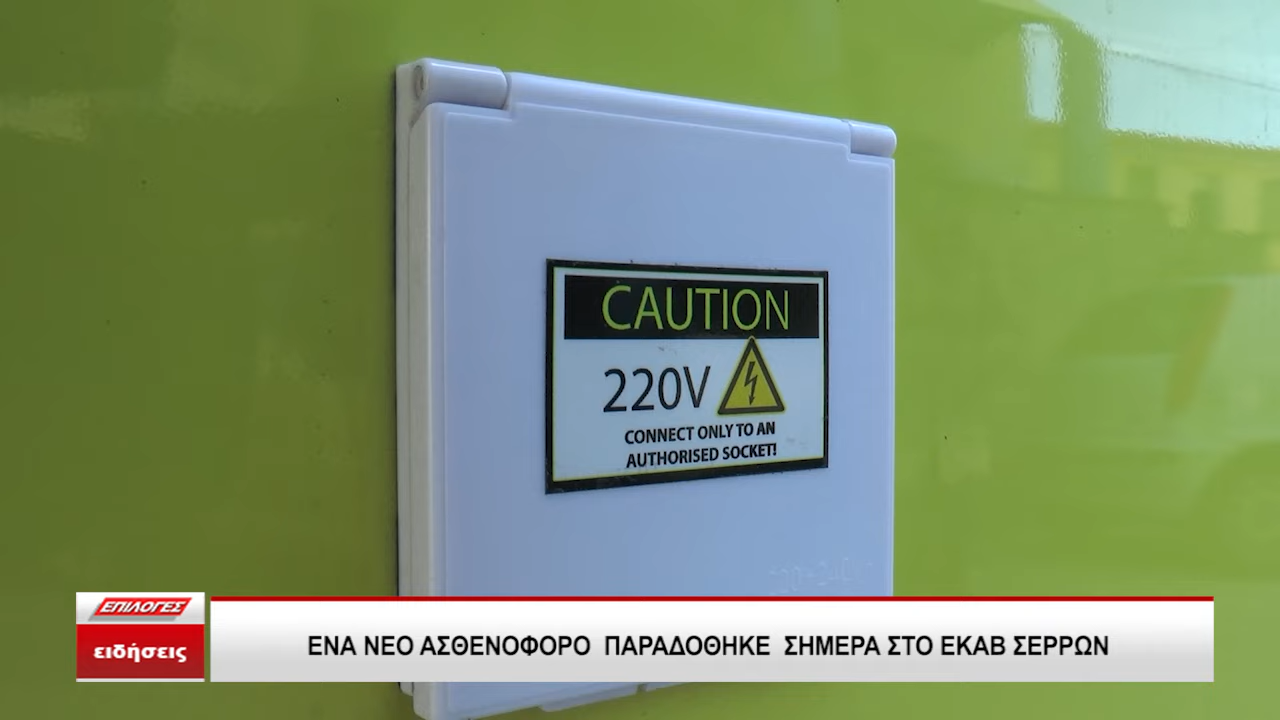 CAUTION
220V
CONNECT ONLY TO AN
AUTHORISED SOCKET!
ΕΠΙΛΟΓΕΣ
ειδήσεις
ΕΝΑ ΝΕΟ ΑΣΘΕΝΟΦΟΡΟ ΠΑΡΑΔΟΘΗΚΕ ΣΗΜΕΡΑ ΣΤΟ ΕΚΑΒ ΣΕΡΡΩΝ